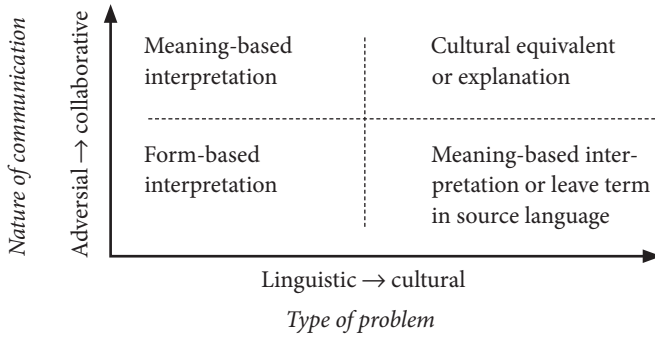 Nature of communication
Adversial → collaborative
Meaning-based
interpretation
Cultural equivalent
or explanation
Form-based
interpretation
Meaning-based inter-
pretation or leave term
in source language
Linguistic → cultural
Type of problem